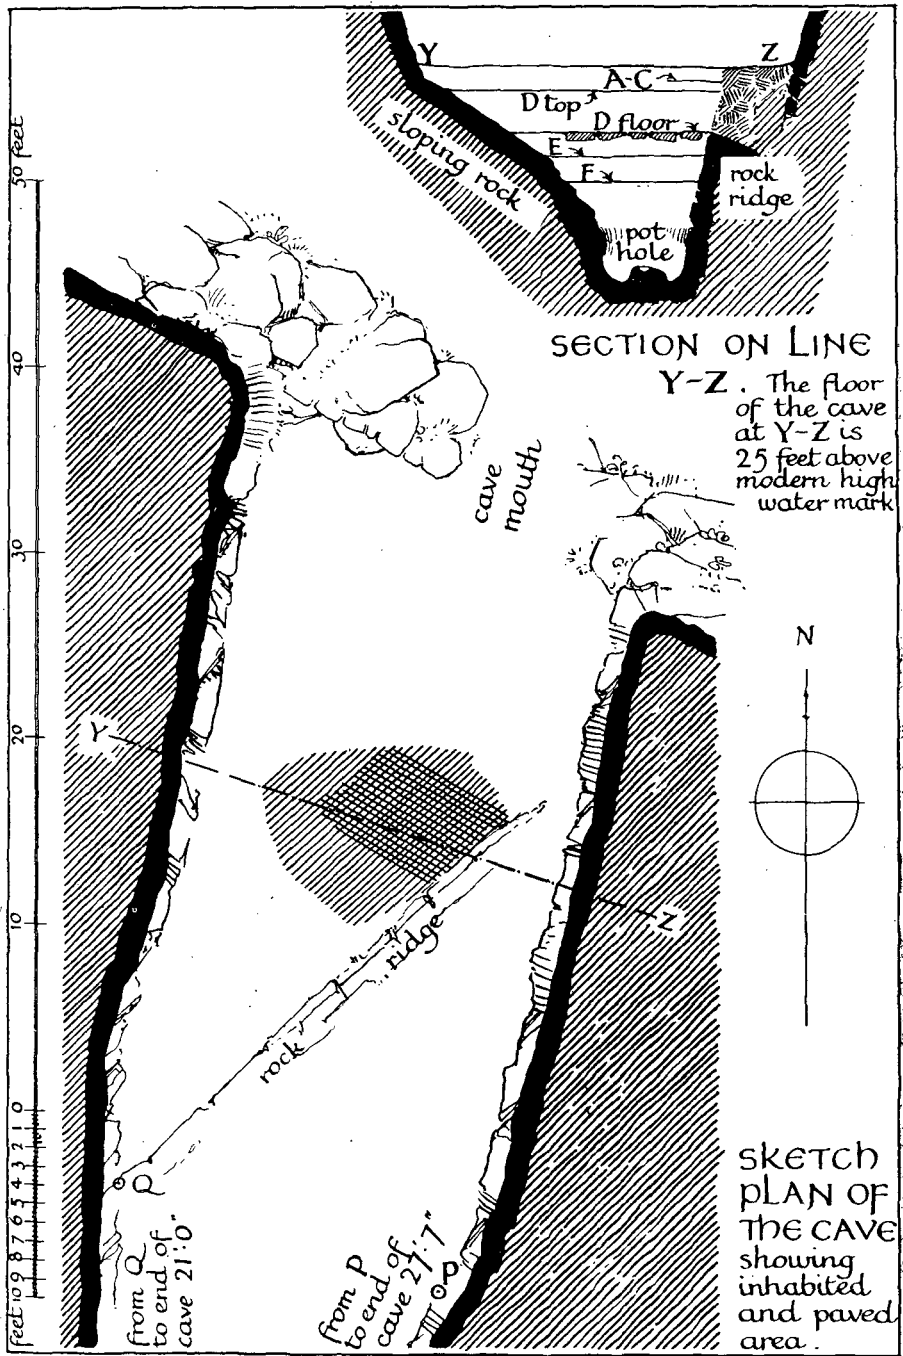 Y
Z
A-C
D top
D floor
E
F
sloping rock
rock
ridge
pot
hole
SECTION ON LINE
Y-Z. The floor
of the cave
at Y-Z is
25 feet above
modern high
water mark
50 feet
40
30
20
10
0
1
2
3
4
5
6
7
8
9
feet 10
cave
mouth
N
Y
Z
rock ridge
Q
P
from Q
to end of
cave 21'.0"
from P
to end of
cave 27'.7"
SKETCH
PLAN OF
THE CAVE
showing
inhabited
and paved
area.